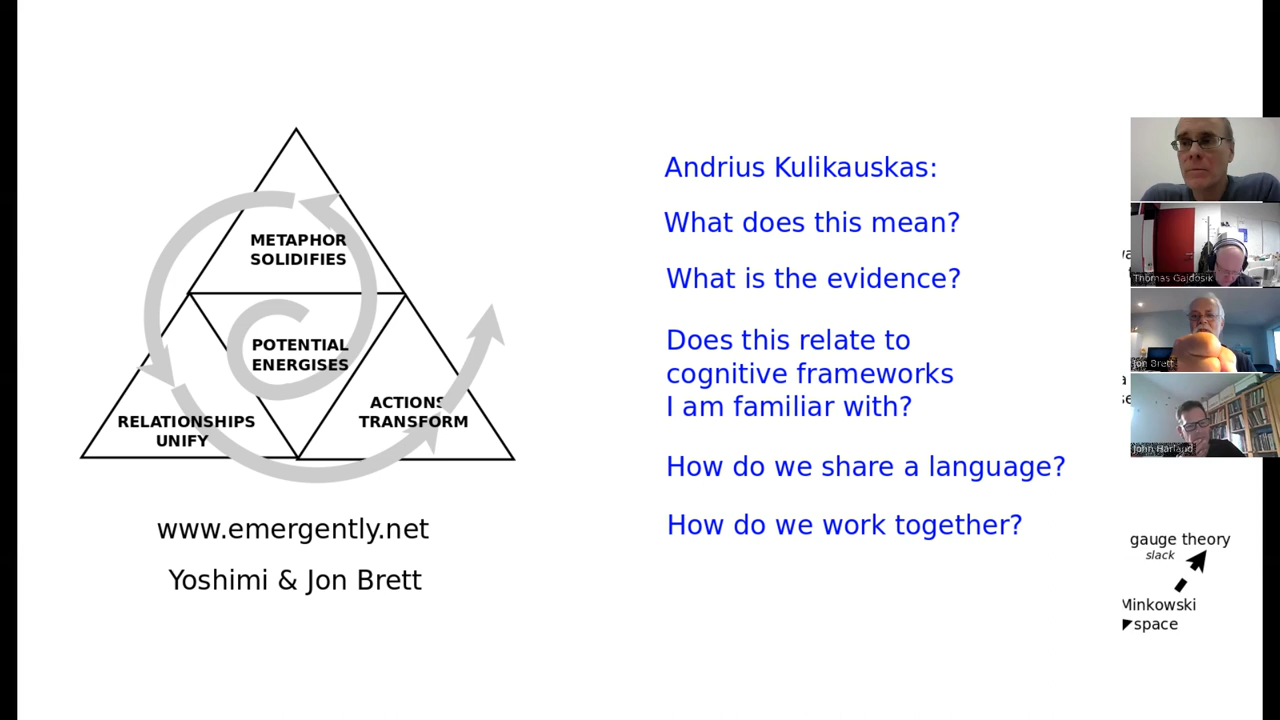 METAPHOR
SOLIDIFIES
POTENTIAL
ENERGISES
RELATIONSHIPS
UNIFY
ACTIONS
TRANSFORM
www.emergently.net
Yoshimi & Jon Brett
Andrius Kulikauskas:
What does this mean?
What is the evidence?
Does this relate to
cognitive frameworks
I am familiar with?
How do we share a language?
How do we work together?
Thomas Gajdosik
Jon Brett
John Harland
gauge theory
slack
Minkowski
space